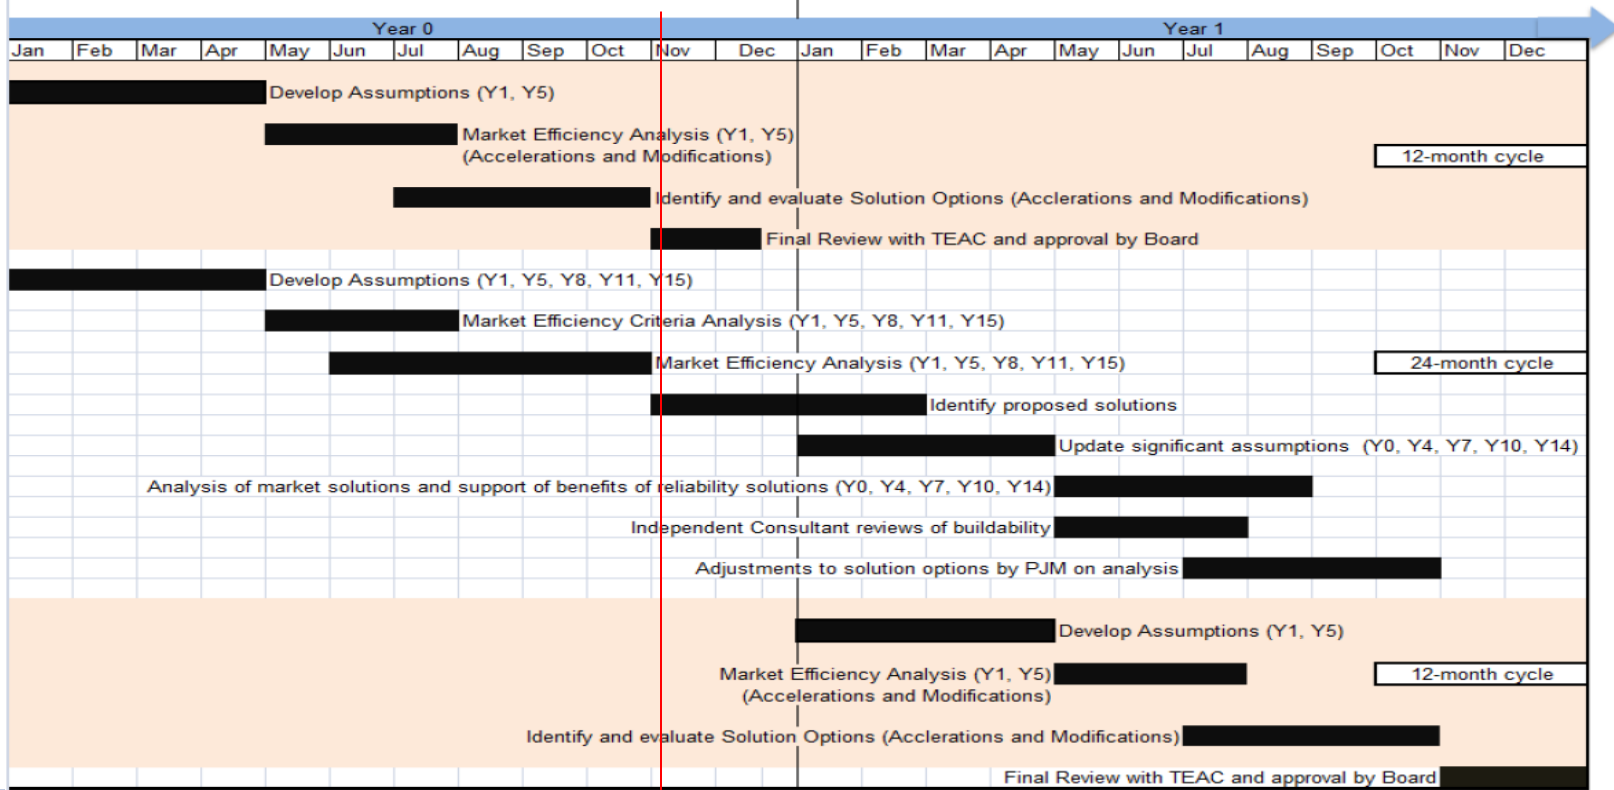 Year 0 Year 1
Jan Feb Mar Apr May Jun Jul Aug Sep Oct Nov Dec Jan Feb Mar Apr May Jun Jul Aug Sep Oct Nov Dec
Develop Assumptions (Y1, Y5)
Market Efficiency Analysis (Y1, Y5)
(Accelerations and Modifications)
12-month cycle
Identify and evaluate Solution Options (Acclerations and Modifications)
Final Review with TEAC and approval by Board
Develop Assumptions (Y1, Y5, Y8, Y11, Y15)
Market Efficiency Criteria Analysis (Y1, Y5, Y8, Y11, Y15)
Market Efficiency Analysis (Y1, Y5, Y8, Y11, Y15)
24-month cycle
Identify proposed solutions
Update significant assumptions (Y0, Y4, Y7, Y10, Y14)
Analysis of market solutions and support of benefits of reliability solutions (Y0, Y4, Y7, Y10, Y14)
Independent Consultant reviews of buildability
Adjustments to solution options by PJM on analysis
Develop Assumptions (Y1, Y5)
Market Efficiency Analysis (Y1, Y5)
(Accelerations and Modifications)
12-month cycle
Identify and evaluate Solution Options (Acclerations and Modifications)
Final Review with TEAC and approval by Board